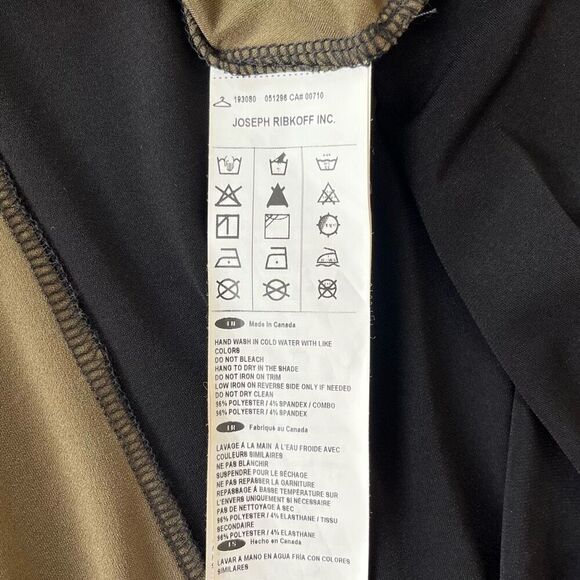 193080 051298 CA# 00710
JOSEPH RIBKOFF INC.
EN Made In Canada
HAND WASH IN COLD WATER WITH LIKE
COLORS
DO NOT BLEACH
HANG TO DRY IN THE SHADE
DO NOT IRON ON TRIM
LOW IRON ON REVERSE SIDE ONLY IF NEEDED
DO NOT DRY CLEAN
96% POLYESTER / 4% SPANDEX / COMBO
96% POLYESTER / 4% SPANDEX
FR Fabriqué au Canada
LAVAGE À LA MAIN À L'EAU FROIDE AVEC
COULEURS SIMILAIRES
NE PAS BLANCHIR
SUSPENDRE POUR LE SÉCHAGE
NE PAS REPASSER LA GARNITURE
REPASSAGE À BASSE TEMPÉRATURE SUR
L'ENVERS UNIQUEMENT SI NÉCESSAIRE
PAS DE NETTOYAGE A SEC
96% POLYESTER / 4% ELASTHANE / TISSU
SECONDAIRE
96% POLYESTER / 4% ELASTHANE
ES Hecho en Canada
LAVAR A MANO EN AGUA FRÍA CON COLORES
SIMILARES